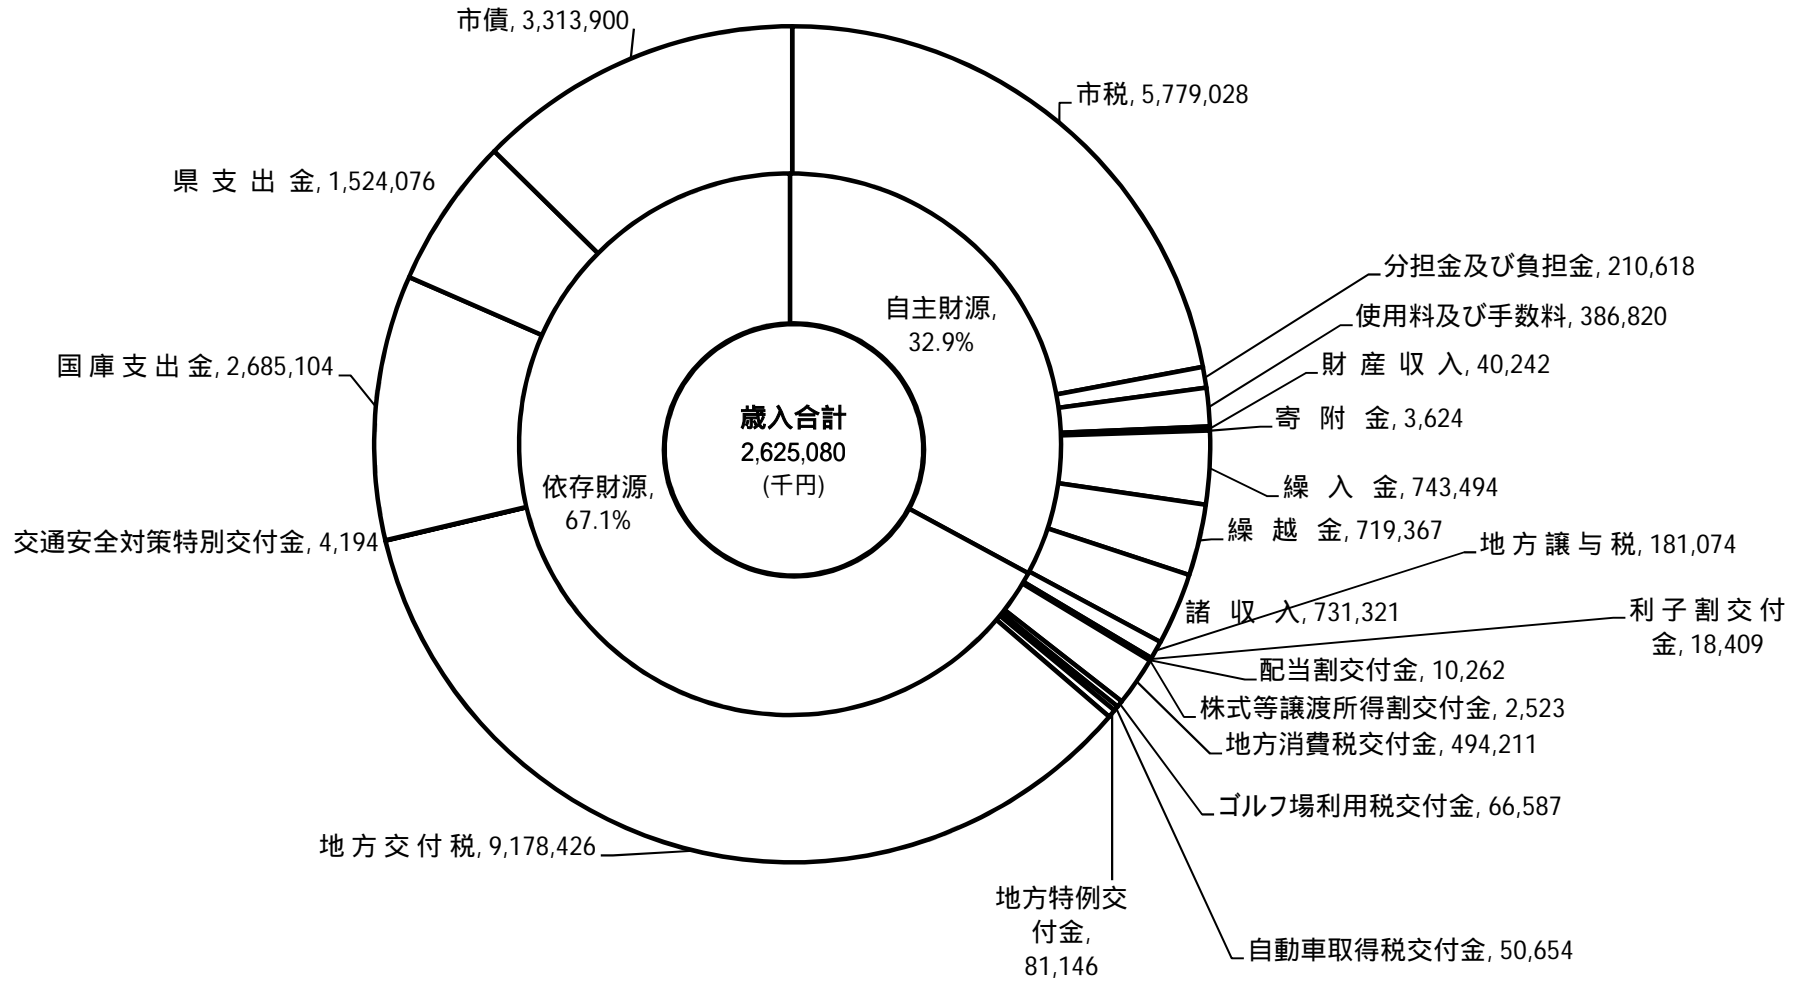 市債, 3,313,900
市税, 5,779,028
県 支 出 金, 1,524,076
分担金及び負担金, 210,618
使用料及び手数料, 386,820
財 産 収 入, 40,242
寄 附 金, 3,624
繰 入 金, 743,494
繰 越 金, 719,367
地 方 譲 与 税, 181,074
諸 収 入, 731,321
利 子 割 交 付
金, 18,409
配当割交付金, 10,262
株式等譲渡所得割交付金, 2,523
地方消費税交付金, 494,211
ゴルフ場利用税交付金, 66,587
自動車取得税交付金, 50,654
地方特例交
付金,
81,146
地 方 交 付 税, 9,178,426
交通安全対策特別交付金, 4,194
国 庫 支 出 金, 2,685,104
自主財源,
32.9%
依存財源,
67.1%
歳入合計
2,625,080
(千円)